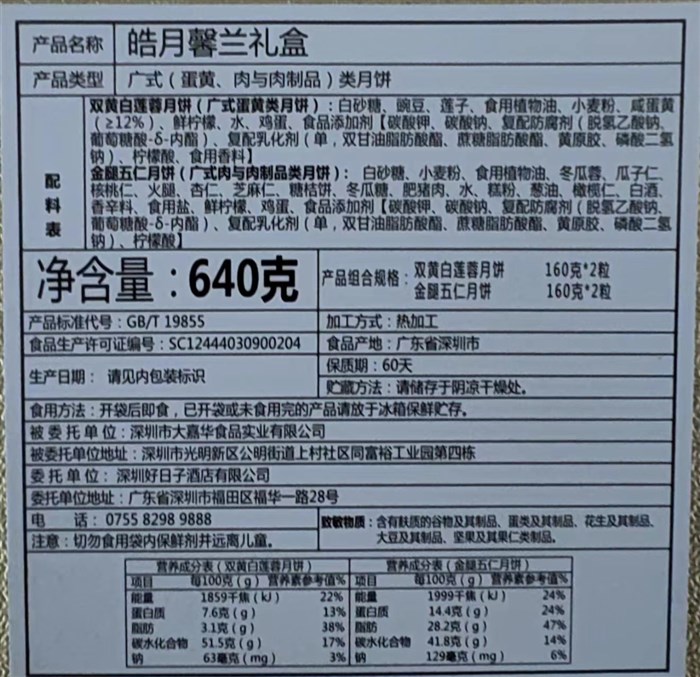 产品名称 皓月馨兰礼盒
产品类型 广式（蛋黄、肉与肉制品）类月饼
配料表
双黄白莲蓉月饼（广式蛋黄类月饼）：白砂糖、豌豆、莲子、食用植物油、小麦粉、咸蛋黄
（≥12%）、鲜柠檬、水、鸡蛋、食品添加剂【碳酸钾、碳酸钠、复配防腐剂（脱氢乙酸钠、
葡萄糖酸-δ-内酯）、复配乳化剂（单，双甘油脂肪酸酯、蔗糖脂肪酸酯、黄原胶、磷酸二氢
钠）、柠檬酸、食用香料】
金腿五仁月饼（广式肉与肉制品类月饼）：白砂糖、小麦粉、食用植物油、冬瓜蓉、瓜子仁、
核桃仁、火腿、杏仁、芝麻仁、糖桔饼、冬瓜糖、肥猪肉、水、糕粉、葱油、橄榄仁、白酒、
香辛料、食用盐、鲜柠檬、鸡蛋、食品添加剂【碳酸钾、碳酸钠、复配防腐剂（脱氢乙酸钠、
葡萄糖酸-δ-内酯）、复配乳化剂（单，双甘油脂肪酸酯、蔗糖脂肪酸酯、黄原胶、磷酸二氢
钠）、柠檬酸】
净含量：640克
产品组合规格：双黄白莲蓉月饼 160克*2粒
金腿五仁月饼 160克*2粒
产品标准代号：GB/T 19855
加工方式：热加工
食品生产许可证编号：SC12444030900204
食品产地：广东省深圳市
生产日期： 请见内包装标识
保质期：60天
贮藏方法：请储存于阴凉干燥处。
食用方法：开袋后即食，已开袋或未食用完的产品请放于冰箱保鲜贮存。
被委托单位：深圳市大嘉华食品实业有限公司
被委托单位地址：深圳市光明新区公明街道上村社区同富裕工业园第四栋
委托单位：深圳好日子酒店有限公司
委托单位地址：广东省深圳市福田区福华一路28号
电 话：0755 8298 9888
注意：切勿食用袋内保鲜剂并远离儿童。
致敏物质：含有麸质的谷物及其制品、蛋类及其制品、花生及其制品、
大豆及其制品、坚果及其果仁类制品。
营养成分表（双黄白莲蓉月饼）
项目 每100克（g） 营养素参考值%
能量 1859千焦（kJ） 22%
蛋白质 7.6克（g） 13%
脂肪 3.1克（g） 38%
碳水化合物 51.5克（g） 17%
钠 63毫克（mg） 3%
营养成分表（金腿五仁月饼）
项目 每100克（g） 营养素参考值%
能量 1999千焦（kJ） 24%
蛋白质 14.4克（g） 24%
脂肪 28.2克（g） 47%
碳水化合物 41.8克（g） 14%
钠 129毫克（mg） 6%